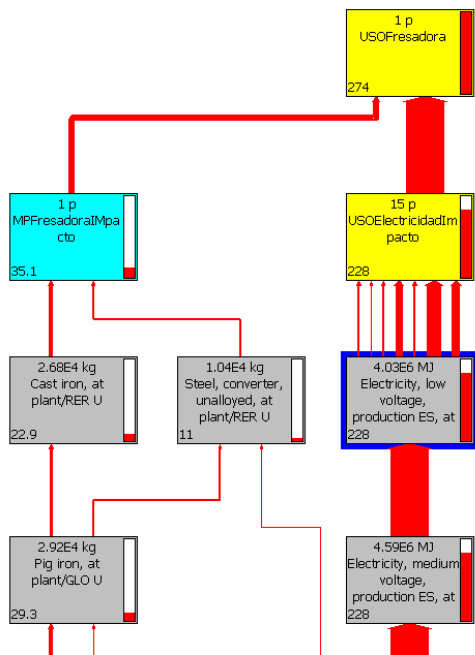 1 p
USOFresadora
274
1 p
MPFresadoraIMpa
cto
35.1
15 p
USOElectricidadIm
pacto
228
2.68E4 kg
Cast iron, at
plant/RER U
22.9
1.04E4 kg
Steel, converter,
unalloyed, at
plant/RER U
11
4.03E6 MJ
Electricity, low
voltage,
production ES, at
228
2.92E4 kg
Pig iron, at
plant/GLO U
29.3
4.59E6 MJ
Electricity, medium
voltage,
production ES, at
228